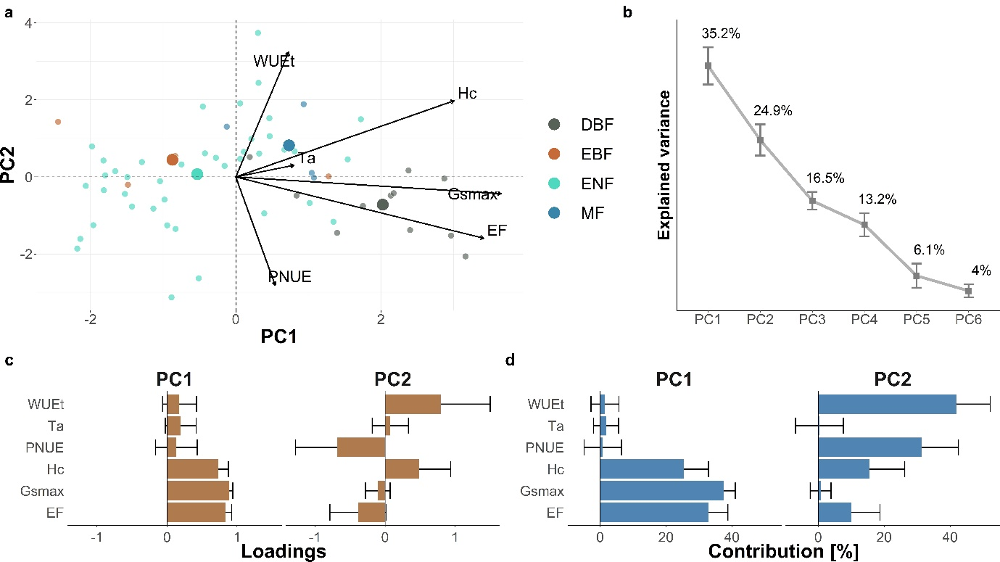 a
PC2
4
2
0
-2
WUEt
Hc
Ta
Gsmax
EF
PNUE
-2
0
2
PC1
DBF
EBF
ENF
MF
b
Explained variance
35.2%
24.9%
16.5%
13.2%
6.1%
4%
PC1
PC2
PC3
PC4
PC5
PC6
c
PC1
PC2
WUEt
Ta
PNUE
Hc
Gsmax
EF
-1
0
1
-1
0
1
Loadings
d
PC1
PC2
WUEt
Ta
PNUE
Hc
Gsmax
EF
0
20
40
0
20
40
Contribution [%]